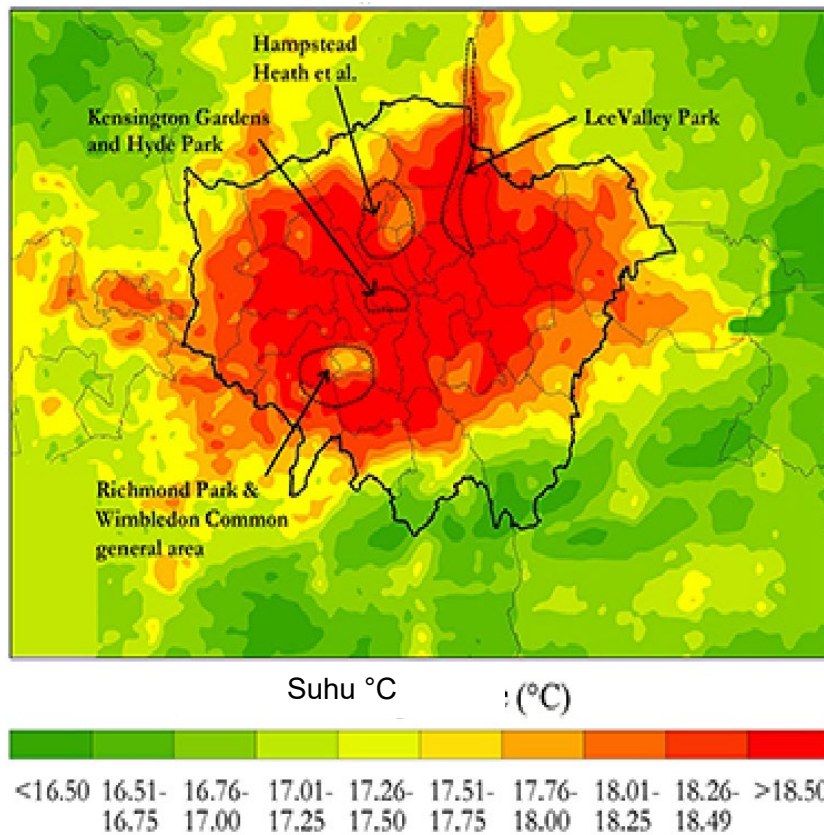 Hampstead
Heath et al.
Kensington Gardens
and Hyde Park
LeeValley Park
Richmond Park &
Wimbledon Common
general area
Suhu °C
(°C)
<16.50 16.51- 16.76- 17.01- 17.26- 17.51- 17.76- 18.01- 18.26- >18.50
16.75 17.00 17.25 17.50 17.75 18.00 18.25 18.49